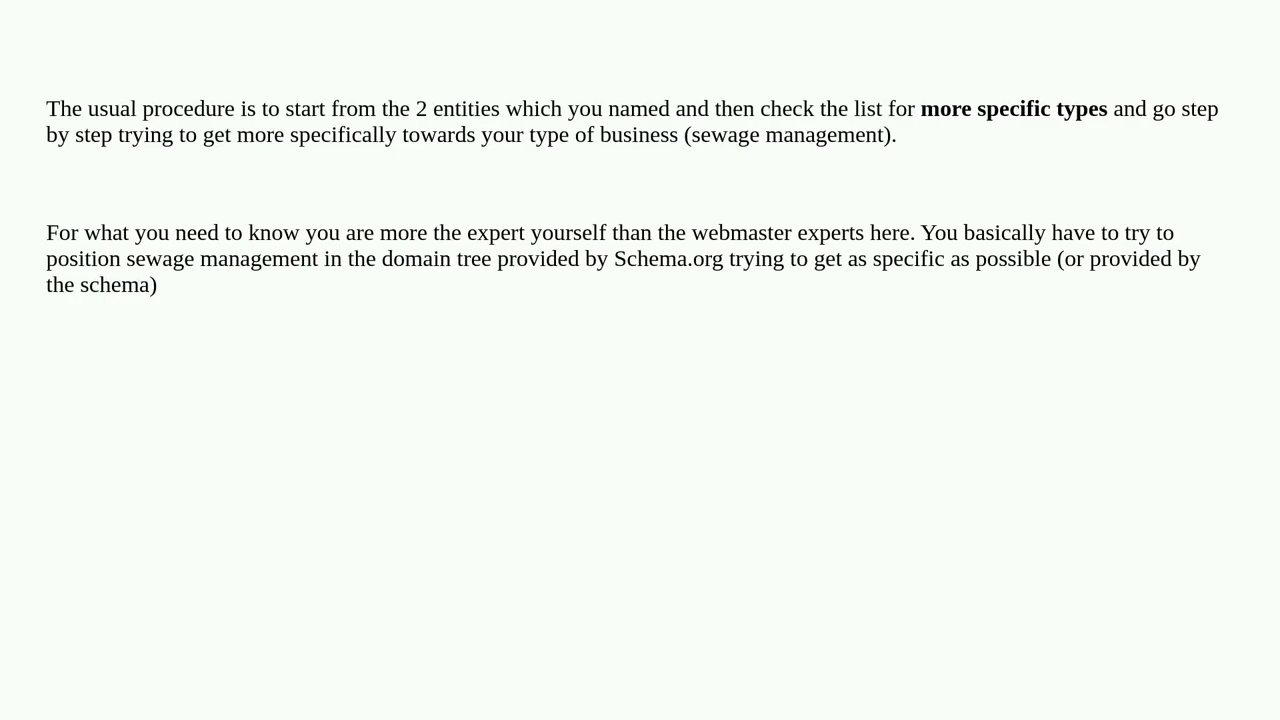 The usual procedure is to start from the 2 entities which you named and then check the list for more specific types and go step
by step trying to get more specifically towards your type of business (sewage management).
For what you need to know you are more the expert yourself than the webmaster experts here. You basically have to try to
position sewage management in the domain tree provided by Schema.org trying to get as specific as possible (or provided by
the schema)